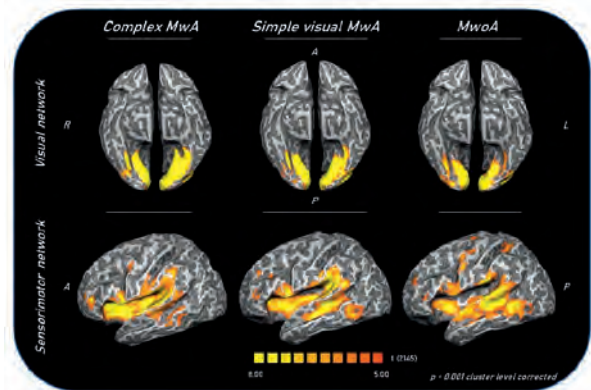 Complex MwA Simple visual MwA MwoA
A
Visual network
R L
P
Sensorimotor network
A P
t (2145)
8.00 5.00
p = 0.001 cluster level corrected